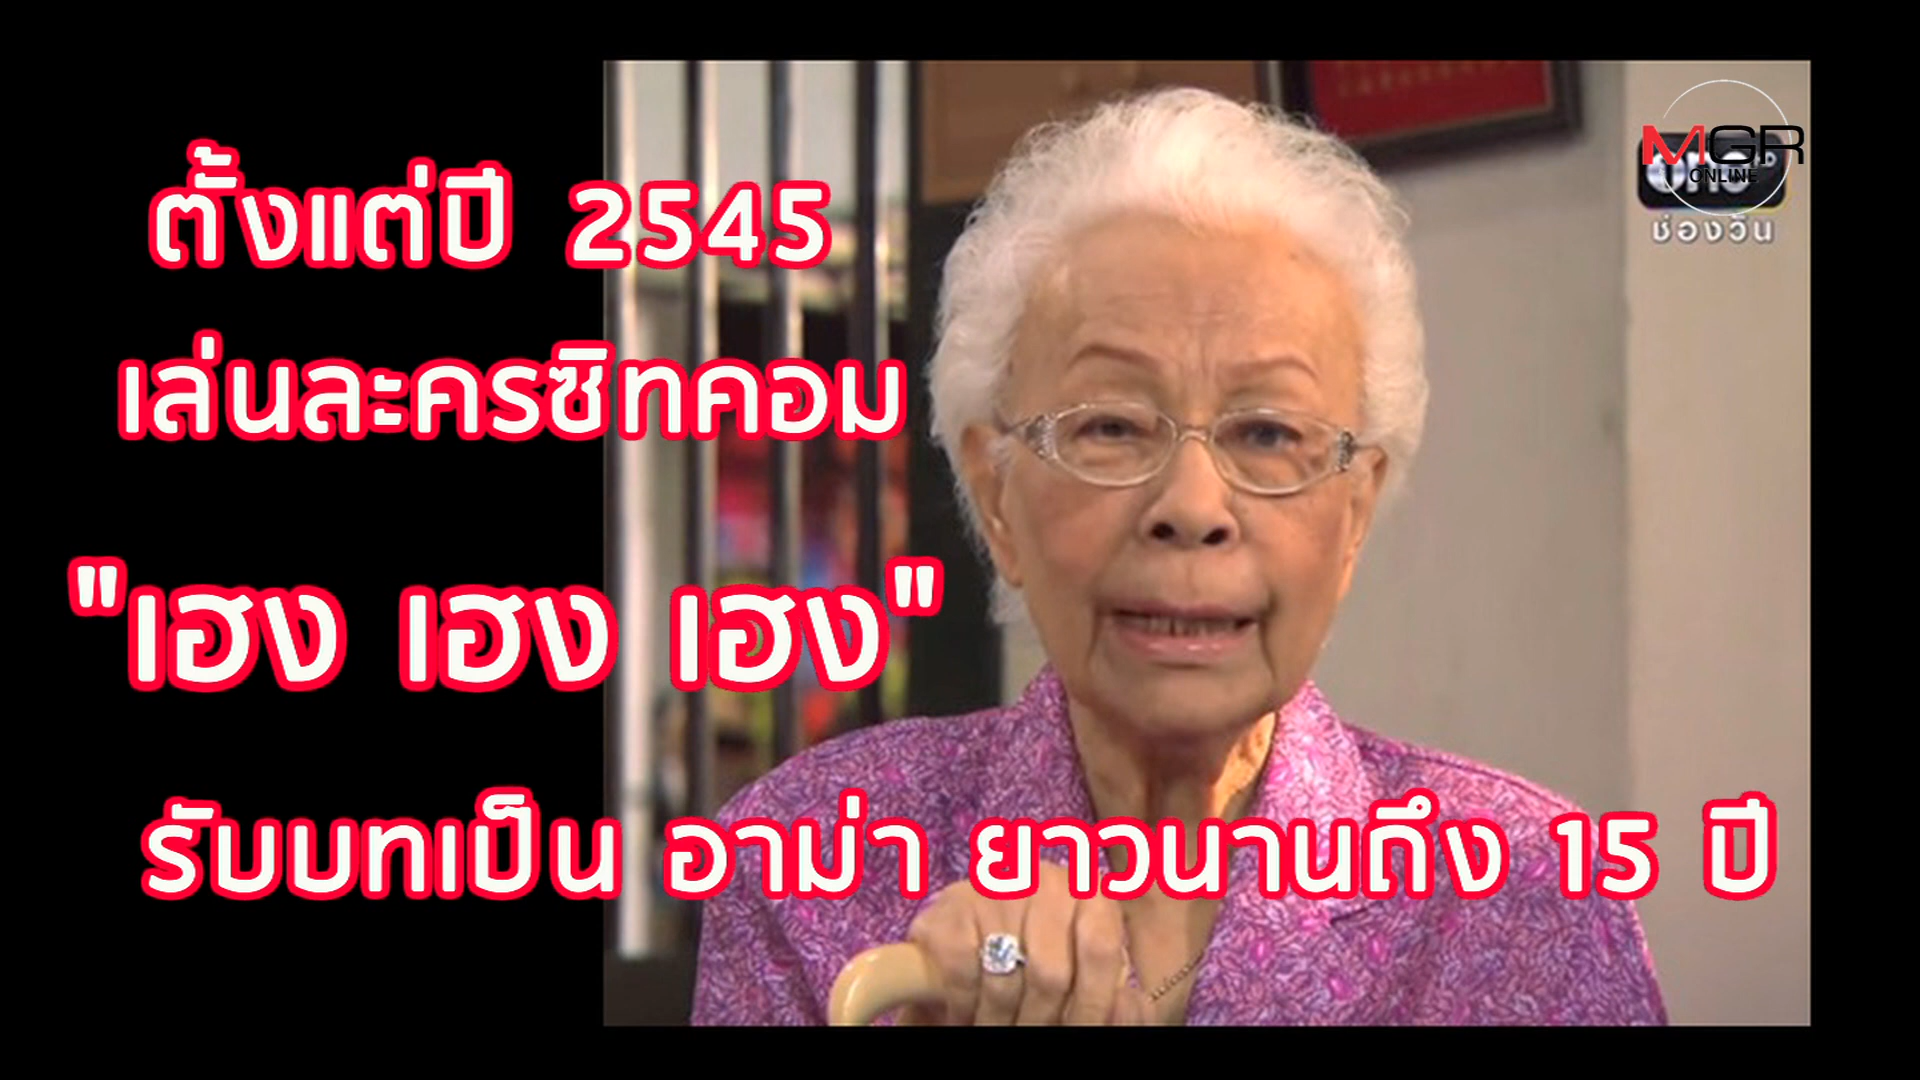 MGR
ONLINE
one
ช่องวัน
ตั้งแต่ปี 2545
เล่นละครซิทคอม
"เฮง เฮง เฮง"
รับบทเป็น อาม่า ยาวนานถึง 15 ปี